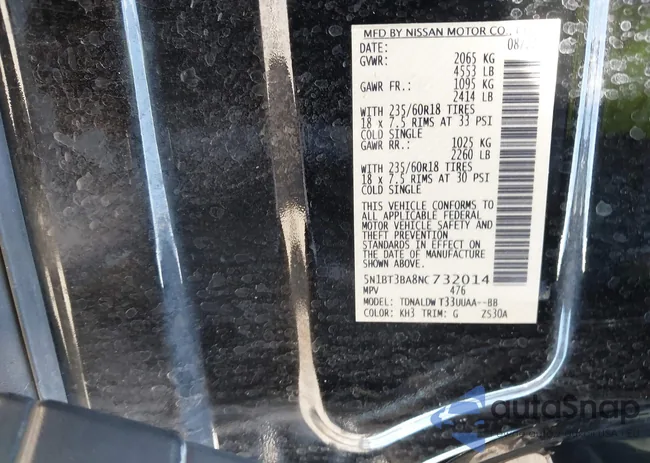 MFD BY NISSAN MOTOR CO.,
DATE: 08/
GVWR: 2065 KG
4553 LB
GAWR FR.: 1095 KG
2414 LB
WITH 235/60R18 TIRES
18 x 7.5 RIMS AT 33 PSI
COLD SINGLE
GAWR RR.: 1025 KG
2260 LB
WITH 235/60R18 TIRES
18 x 7.5 RIMS AT 30 PSI
COLD SINGLE
THIS VEHICLE CONFORMS TO
ALL APPLICABLE FEDERAL
MOTOR VEHICLE SAFETY AND
THEFT PREVENTION
STANDARDS IN EFFECT ON
THE DATE OF MANUFACTURE
SHOWN ABOVE.
5N1BT3BA8NC732014
MPV 476
MODEL: TDNALDW T33UUAA--BB
COLOR: KH3 TRIM: G ZS30A
autoSnap